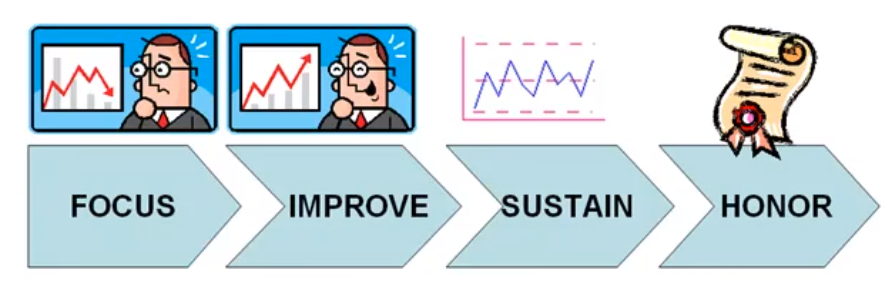 FOCUS
IMPROVE
SUSTAIN
HONOR